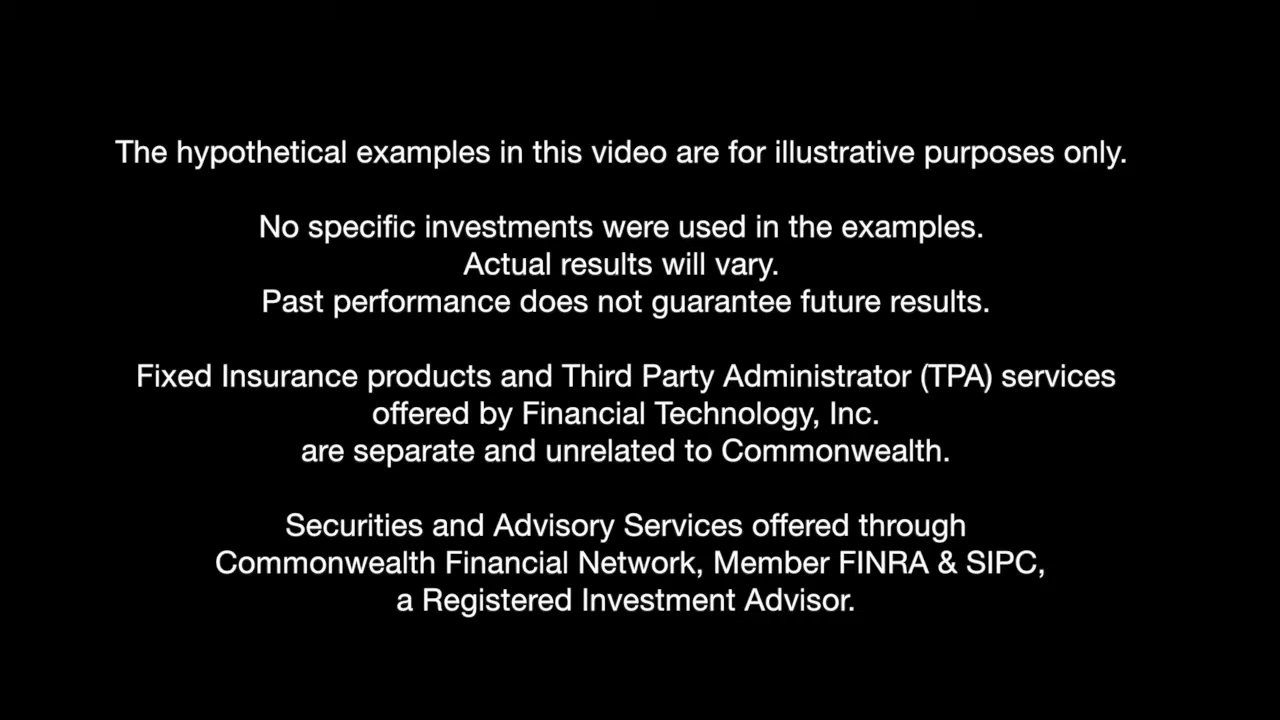 The hypothetical examples in this video are for illustrative purposes only.
No specific investments were used in the examples.
Actual results will vary.
Past performance does not guarantee future results.
Fixed Insurance products and Third Party Administrator (TPA) services
offered by Financial Technology, Inc.
are separate and unrelated to Commonwealth.
Securities and Advisory Services offered through
Commonwealth Financial Network, Member FINRA & SIPC,
a Registered Investment Advisor.